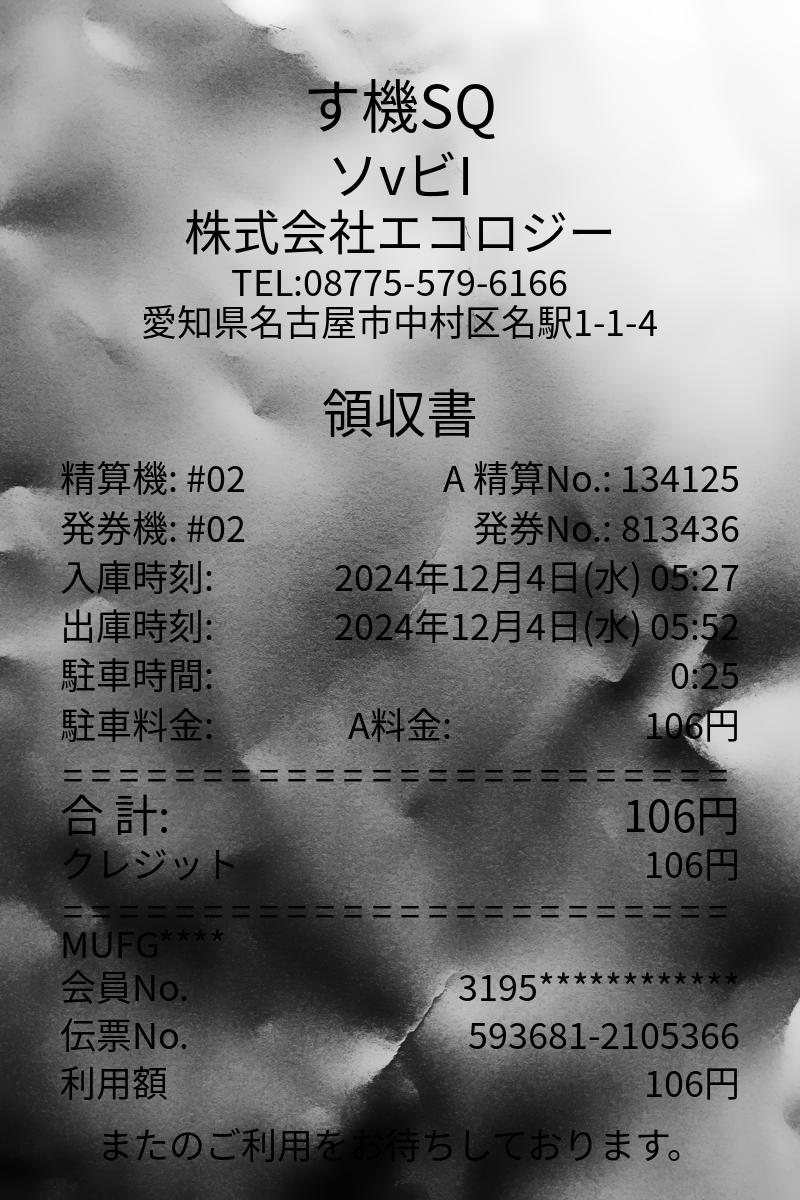 す機SQ
ソvビI
株式会社エコロジー
TEL:08775-579-6166
愛知県名古屋市中村区名駅1-1-4
領収書
精算機: #02 A 精算No.: 134125
発券機: #02 発券No.: 813436
入庫時刻: 2024年12月4日(水) 05:27
出庫時刻: 2024年12月4日(水) 05:52
駐車時間: 0:25
駐車料金: A料金: 106円
========================
合 計: 106円
クレジット 106円
========================
MUFG****
会員No. 3195************
伝票No. 593681-2105366
利用額 106円
またのご利用をお待ちしております。